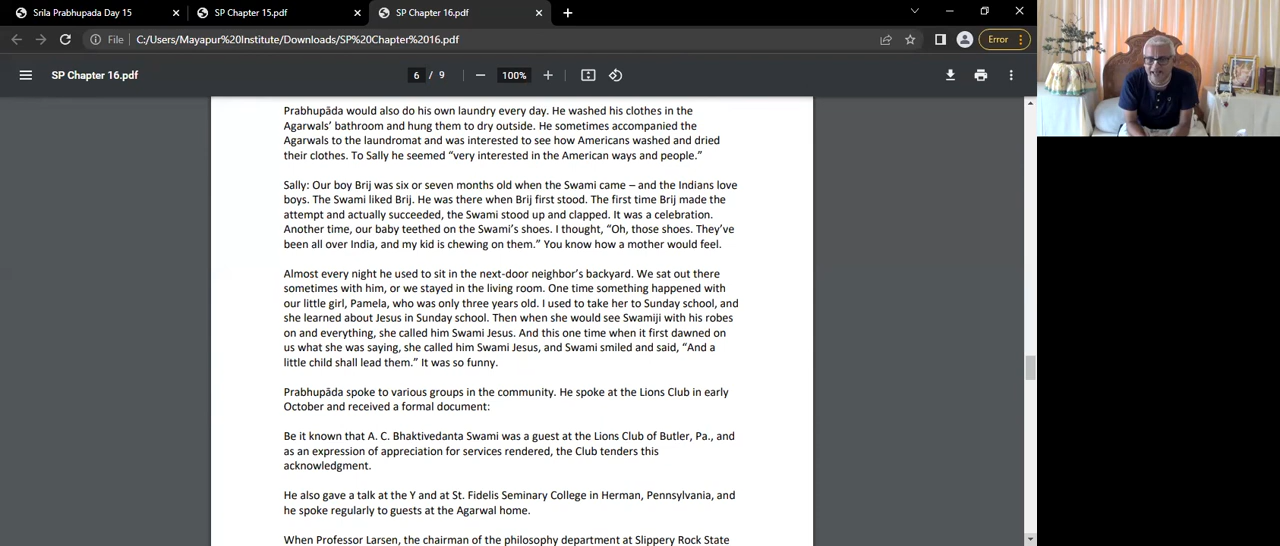 Srila Prabhupada Day 15
SP Chapter 15.pdf
SP Chapter 16.pdf
File
C:/Users/Mayapur%20Institute/Downloads/SP%20Chapter%2016.pdf
Error
SP Chapter 16.pdf
6 / 9
100%
Prabhupāda would also do his own laundry every day. He washed his clothes in the
Agarwals’ bathroom and hung them to dry outside. He sometimes accompanied the
Agarwals to the laundromat and was interested to see how Americans washed and dried
their clothes. To Sally he seemed “very interested in the American ways and people.”
Sally: Our boy Brij was six or seven months old when the Swami came – and the Indians love
boys. The Swami liked Brij. He was there when Brij first stood. The first time Brij made the
attempt and actually succeeded, the Swami stood up and clapped. It was a celebration.
Another time, our baby teethed on the Swami’s shoes. I thought, “Oh, those shoes. They’ve
been all over India, and my kid is chewing on them.” You know how a mother would feel.
Almost every night he used to sit in the next-door neighbor’s backyard. We sat out there
sometimes with him, or we stayed in the living room. One time something happened with
our little girl, Pamela, who was only three years old. I used to take her to Sunday school, and
she learned about Jesus in Sunday school. Then when she would see Swamiji with his robes
on and everything, she called him Swami Jesus. And this one time when it first dawned on
us what she was saying, she called him Swami Jesus, and Swami smiled and said, “And a
little child shall lead them.” It was so funny.
Prabhupāda spoke to various groups in the community. He spoke at the Lions Club in early
October and received a formal document:
Be it known that A. C. Bhaktivedanta Swami was a guest at the Lions Club of Butler, Pa., and
as an expression of appreciation for services rendered, the Club tenders this
acknowledgment.
He also gave a talk at the Y and at St. Fidelis Seminary College in Herman, Pennsylvania, and
he spoke regularly to guests at the Agarwal home.
When Professor Larsen, the chairman of the philosophy department at Slippery Rock State